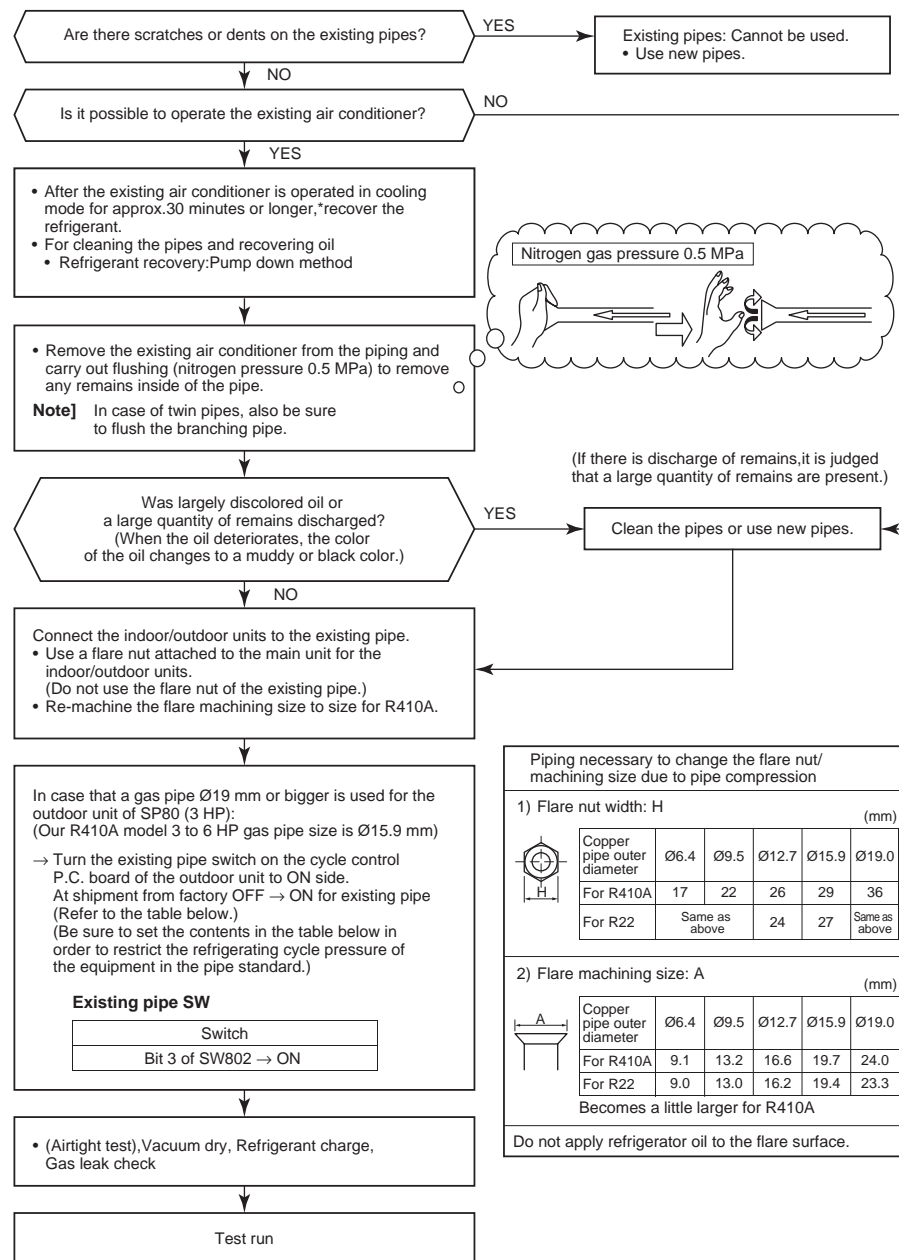 Are there scratches or dents on the existing pipes?
YES
Existing pipes: Cannot be used.
• Use new pipes.
NO
Is it possible to operate the existing air conditioner?
NO
YES
• After the existing air conditioner is operated in cooling
mode for approx.30 minutes or longer,*recover the
refrigerant.
• For cleaning the pipes and recovering oil
• Refrigerant recovery:Pump down method
Nitrogen gas pressure 0.5 MPa
• Remove the existing air conditioner from the piping and
carry out flushing (nitrogen pressure 0.5 MPa) to remove
any remains inside of the pipe.
Note] In case of twin pipes, also be sure
to flush the branching pipe.
(If there is discharge of remains,it is judged
that a large quantity of remains are present.)
Was largely discolored oil or
a large quantity of remains discharged?
(When the oil deteriorates, the color
of the oil changes to a muddy or black color.)
YES
Clean the pipes or use new pipes.
NO
Connect the indoor/outdoor units to the existing pipe.
• Use a flare nut attached to the main unit for the
indoor/outdoor units.
(Do not use the flare nut of the existing pipe.)
• Re-machine the flare machining size to size for R410A.
In case that a gas pipe Ø19 mm or bigger is used for the
outdoor unit of SP80 (3 HP):
(Our R410A model 3 to 6 HP gas pipe size is Ø15.9 mm)
→ Turn the existing pipe switch on the cycle control
P.C. board of the outdoor unit to ON side.
At shipment from factory OFF → ON for existing pipe
(Refer to the table below.)
(Be sure to set the contents in the table below in
order to restrict the refrigerating cycle pressure of
the equipment in the pipe standard.)
Existing pipe SW
Switch
Bit 3 of SW802 → ON
Piping necessary to change the flare nut/
machining size due to pipe compression
1) Flare nut width: H
(mm)
H
Copper
pipe outer
diameter
Ø6.4 Ø9.5 Ø12.7 Ø15.9 Ø19.0
For R410A 17 22 26 29 36
For R22 Same as above 24 27 Same as above
2) Flare machining size: A
(mm)
A
Copper
pipe outer
diameter
Ø6.4 Ø9.5 Ø12.7 Ø15.9 Ø19.0
For R410A 9.1 13.2 16.6 19.7 24.0
For R22 9.0 13.0 16.2 19.4 23.3
Becomes a little larger for R410A
Do not apply refrigerator oil to the flare surface.
• (Airtight test),Vacuum dry, Refrigerant charge,
Gas leak check
Test run